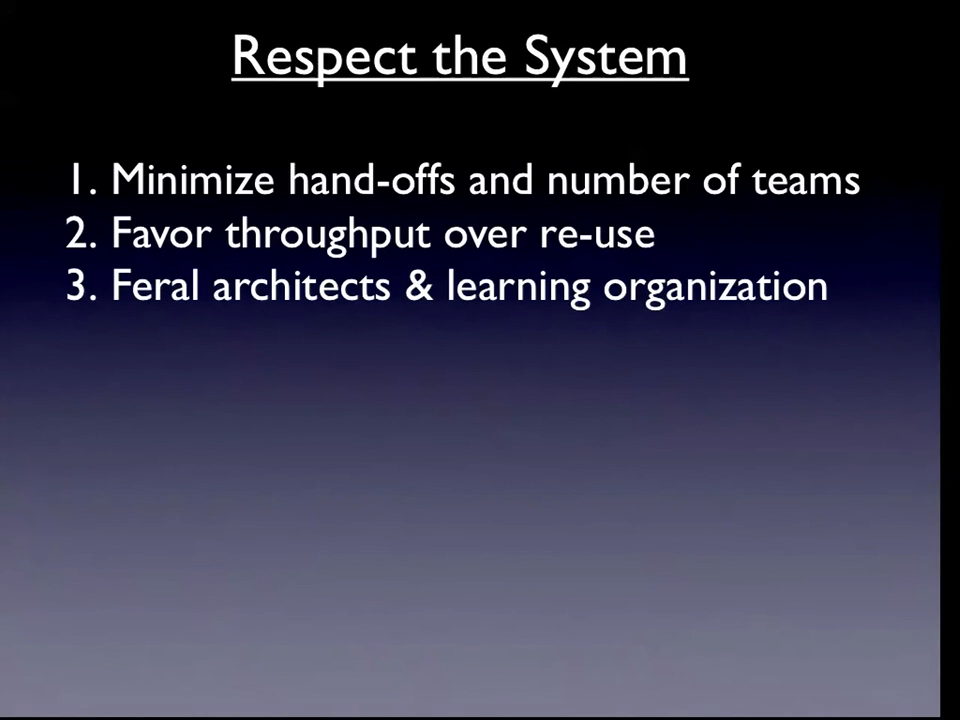 Respect the System
1. Minimize hand-offs and number of teams
2. Favor throughput over re-use
3. Feral architects & learning organization